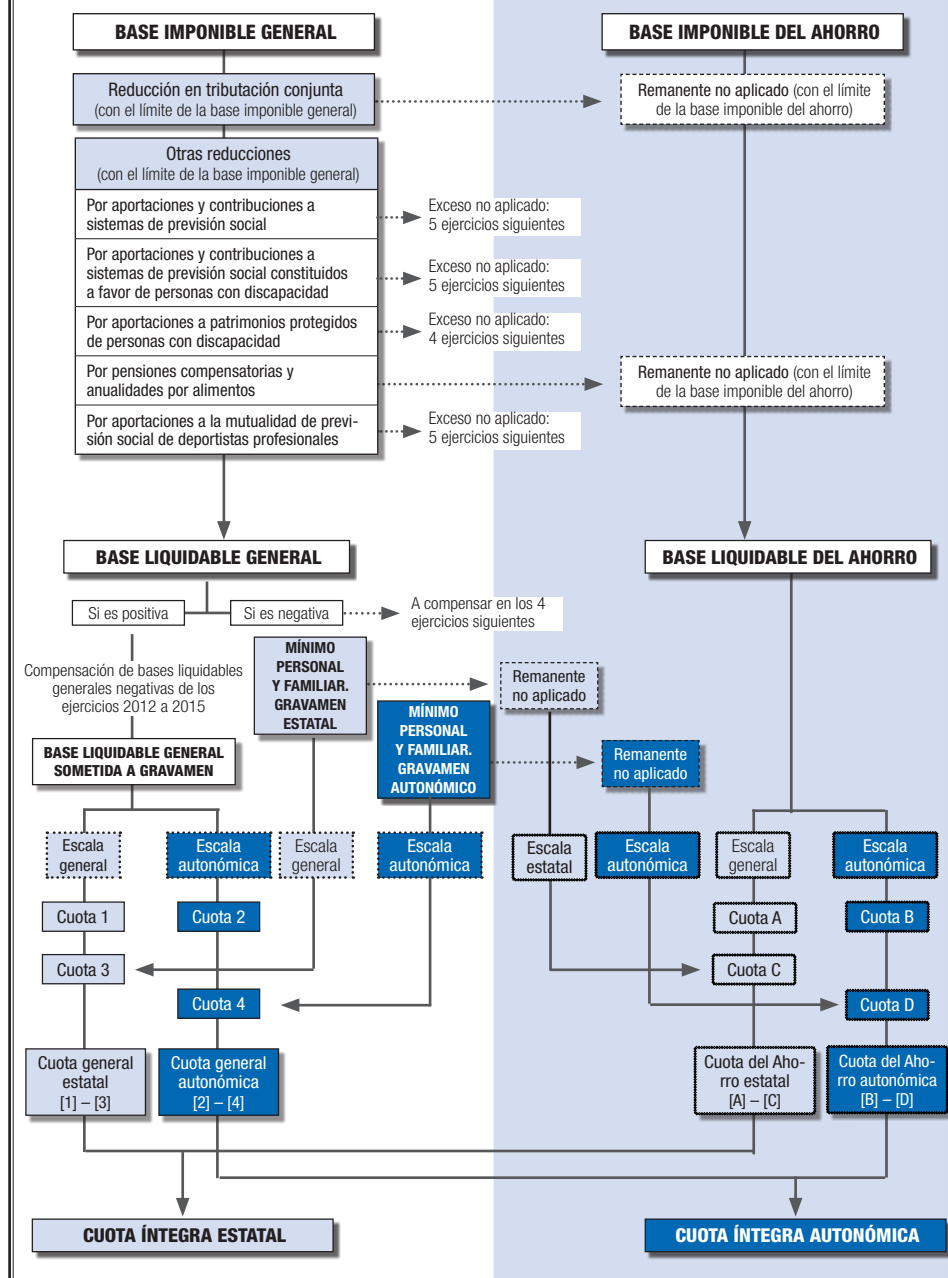 BASE IMPONIBLE GENERAL
BASE IMPONIBLE DEL AHORRO
Reducción en tributación conjunta
(con el límite de la base imponible general)
Remanente no aplicado (con el límite
de la base imponible del ahorro)
Otras reducciones
(con el límite de la base imponible general)
Por aportaciones y contribuciones a
sistemas de previsión social
Exceso no aplicado:
5 ejercicios siguientes
Por aportaciones y contribuciones a
sistemas de previsión social constituidos
a favor de personas con discapacidad
Exceso no aplicado:
5 ejercicios siguientes
Por aportaciones a patrimonios protegidos
de personas con discapacidad
Exceso no aplicado:
4 ejercicios siguientes
Por pensiones compensatorias y
anualidades por alimentos
Remanente no aplicado (con el límite
de la base imponible del ahorro)
Por aportaciones a la mutualidad de previ-
sión social de deportistas profesionales
Exceso no aplicado:
5 ejercicios siguientes
BASE LIQUIDABLE GENERAL
BASE LIQUIDABLE DEL AHORRO
Si es positiva
Si es negativa
A compensar en los 4
ejercicios siguientes
Compensación de bases liquidables
generales negativas de los
ejercicios 2012 a 2015
MÍNIMO
PERSONAL
Y FAMILIAR.
GRAVAMEN
ESTATAL
Remanente
no aplicado
MÍNIMO
PERSONAL
Y FAMILIAR.
GRAVAMEN
AUTONÓMICO
Remanente
no aplicado
BASE LIQUIDABLE GENERAL
SOMETIDA A GRAVAMEN
Escala
general
Escala
autonómica
Escala
general
Escala
autonómica
Escala
estatal
Escala
autonómica
Escala
general
Escala
autonómica
Cuota 1
Cuota 2
Cuota A
Cuota B
Cuota 3
Cuota C
Cuota 4
Cuota D
Cuota general
estatal
[1] – [3]
Cuota general
autonómica
[2] – [4]
Cuota del Aho-
rro estatal
[A] – [C]
Cuota del Aho-
rro autonómica
[B] – [D]
CUOTA ÍNTEGRA ESTATAL
CUOTA ÍNTEGRA AUTONÓMICA